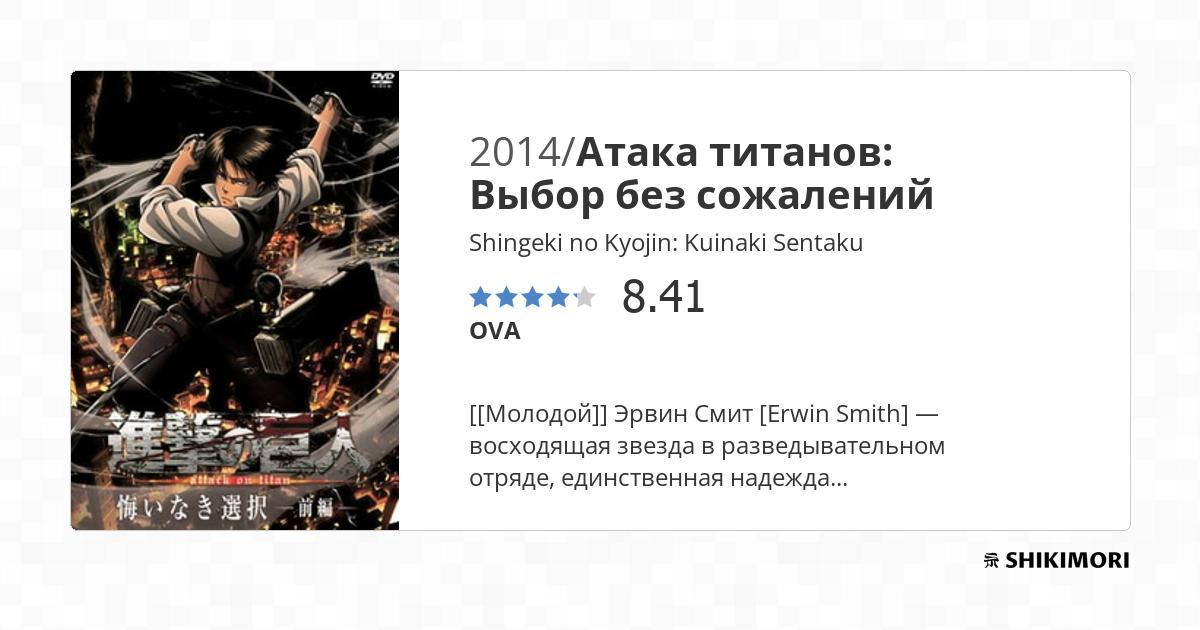 DVD
VIDEO
進撃の巨人
attack on titan
悔いなき選択 —前編—
2014/Атака титанов:
Выбор без сожалений
Shingeki no Kyojin: Kuinaki Sentaku
8.41
OVA
[[Молодой]] Эрвин Смит [Erwin Smith] —
восходящая звезда в разведывательном
отряде, единственная надежда...
SHIKIMORI